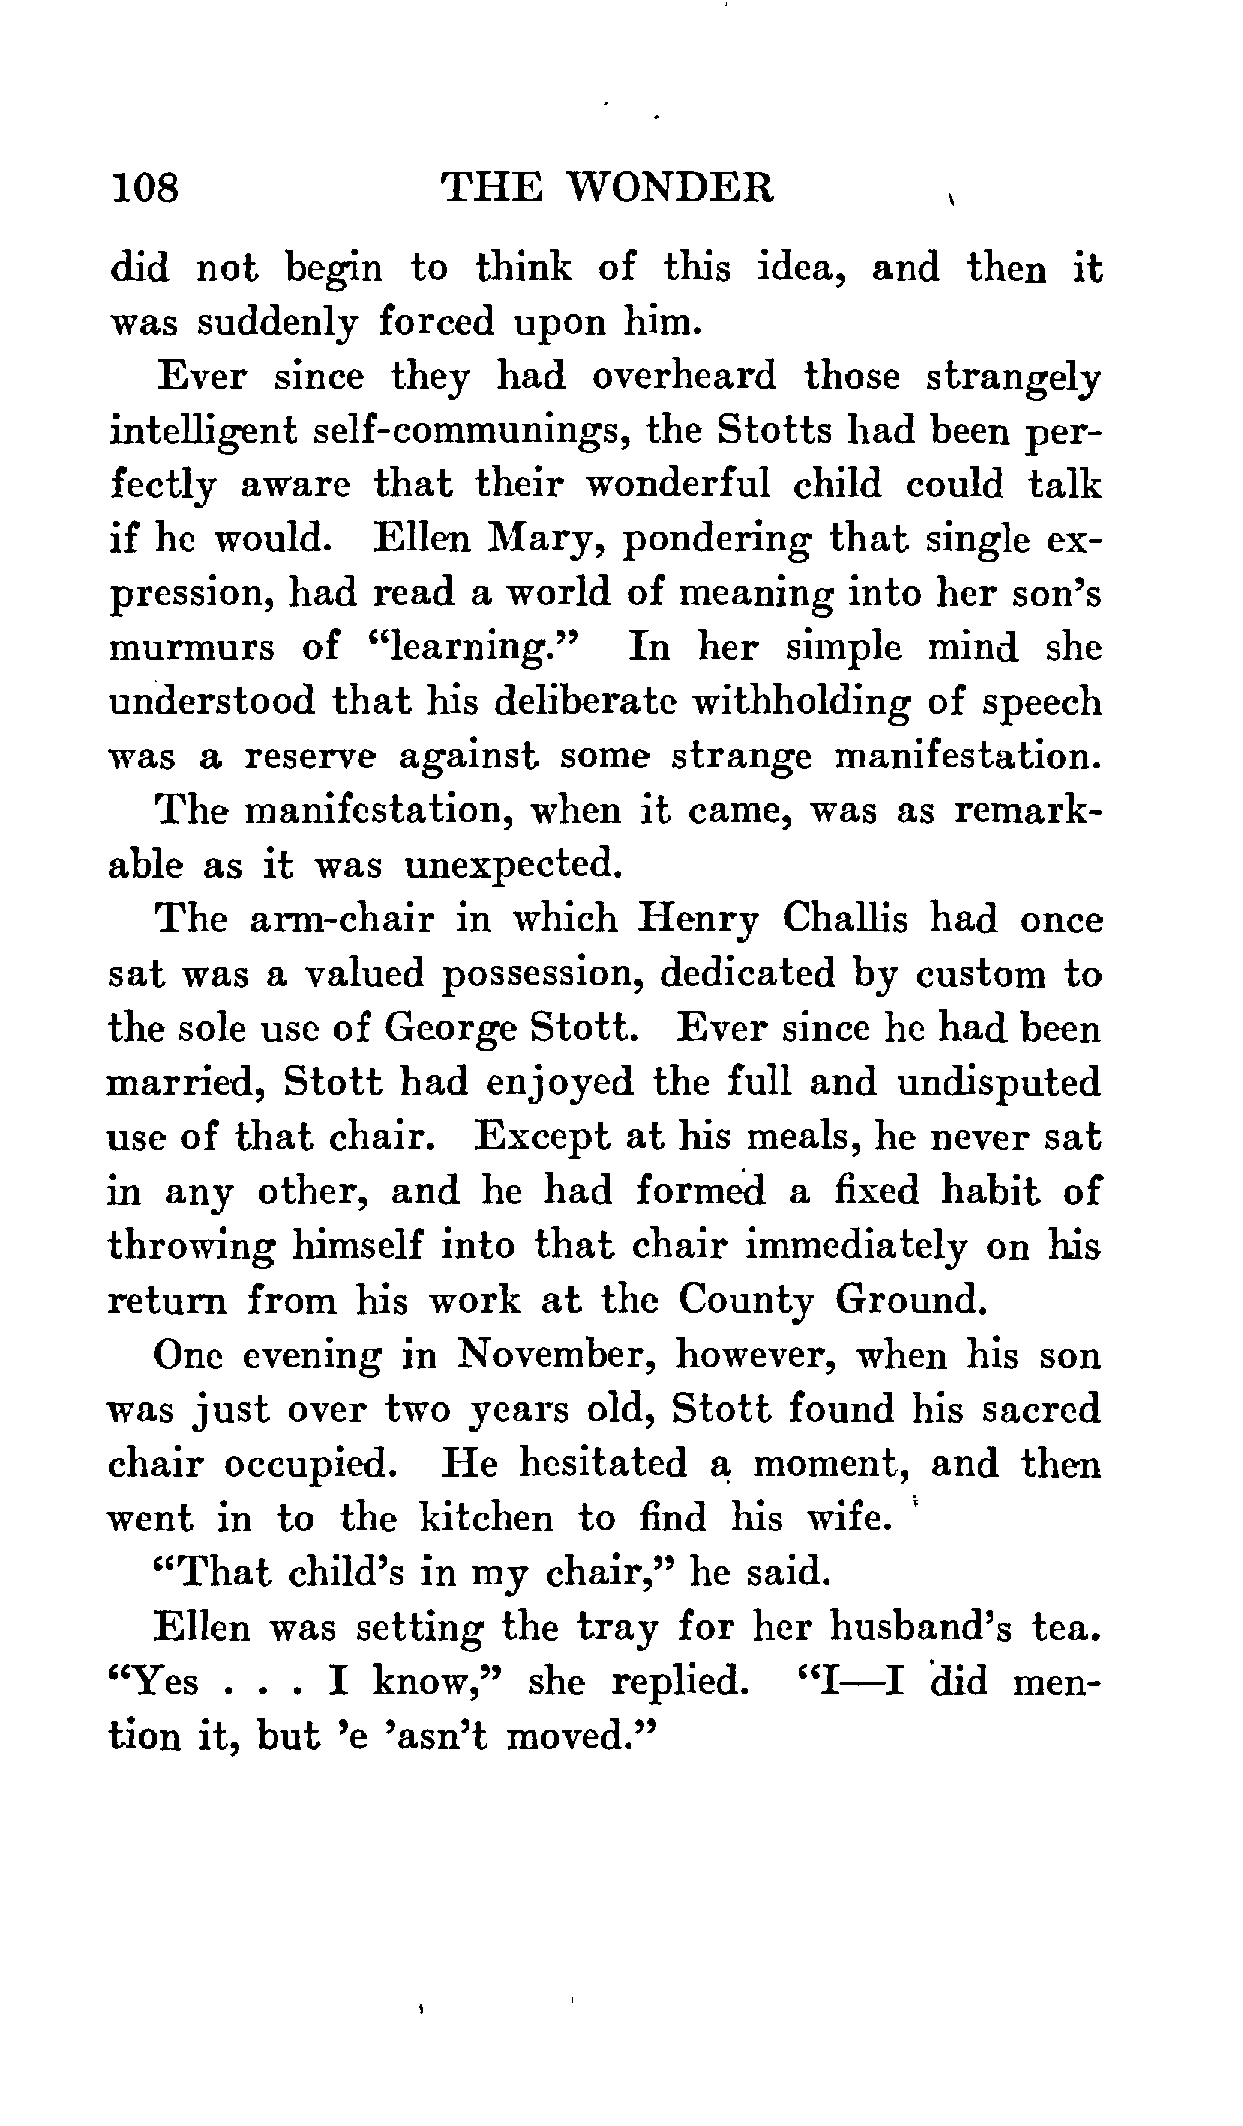 108 THE WONDER
did not begin to think of this idea, and then it
was suddenly forced upon him.
Ever since they had overheard those strangely
intelligent self-communings, the Stotts had been per-
fectly aware that their wonderful child could talk
if he would. Ellen Mary, pondering that single ex-
pression, had read a world of meaning into her son's
murmurs of “learning.” In her simple mind she
understood that his deliberate withholding of speech
was a reserve against some strange manifestation.
The manifestation, when it came, was as remark-
able as it was unexpected.
The arm-chair in which Henry Challis had once
sat was a valued possession, dedicated by custom to
the sole use of George Stott. Ever since he had been
married, Stott had enjoyed the full and undisputed
use of that chair. Except at his meals, he never sat
in any other, and he had formed a fixed habit of
throwing himself into that chair immediately on his
return from his work at the County Ground.
One evening in November, however, when his son
was just over two years old, Stott found his sacred
chair occupied. He hesitated a moment, and then
went in to the kitchen to find his wife.
“That child's in my chair,” he said.
Ellen was setting the tray for her husband's tea.
“Yes . . . I know,” she replied. “I—I did men-
tion it, but 'e 'asn't moved.”